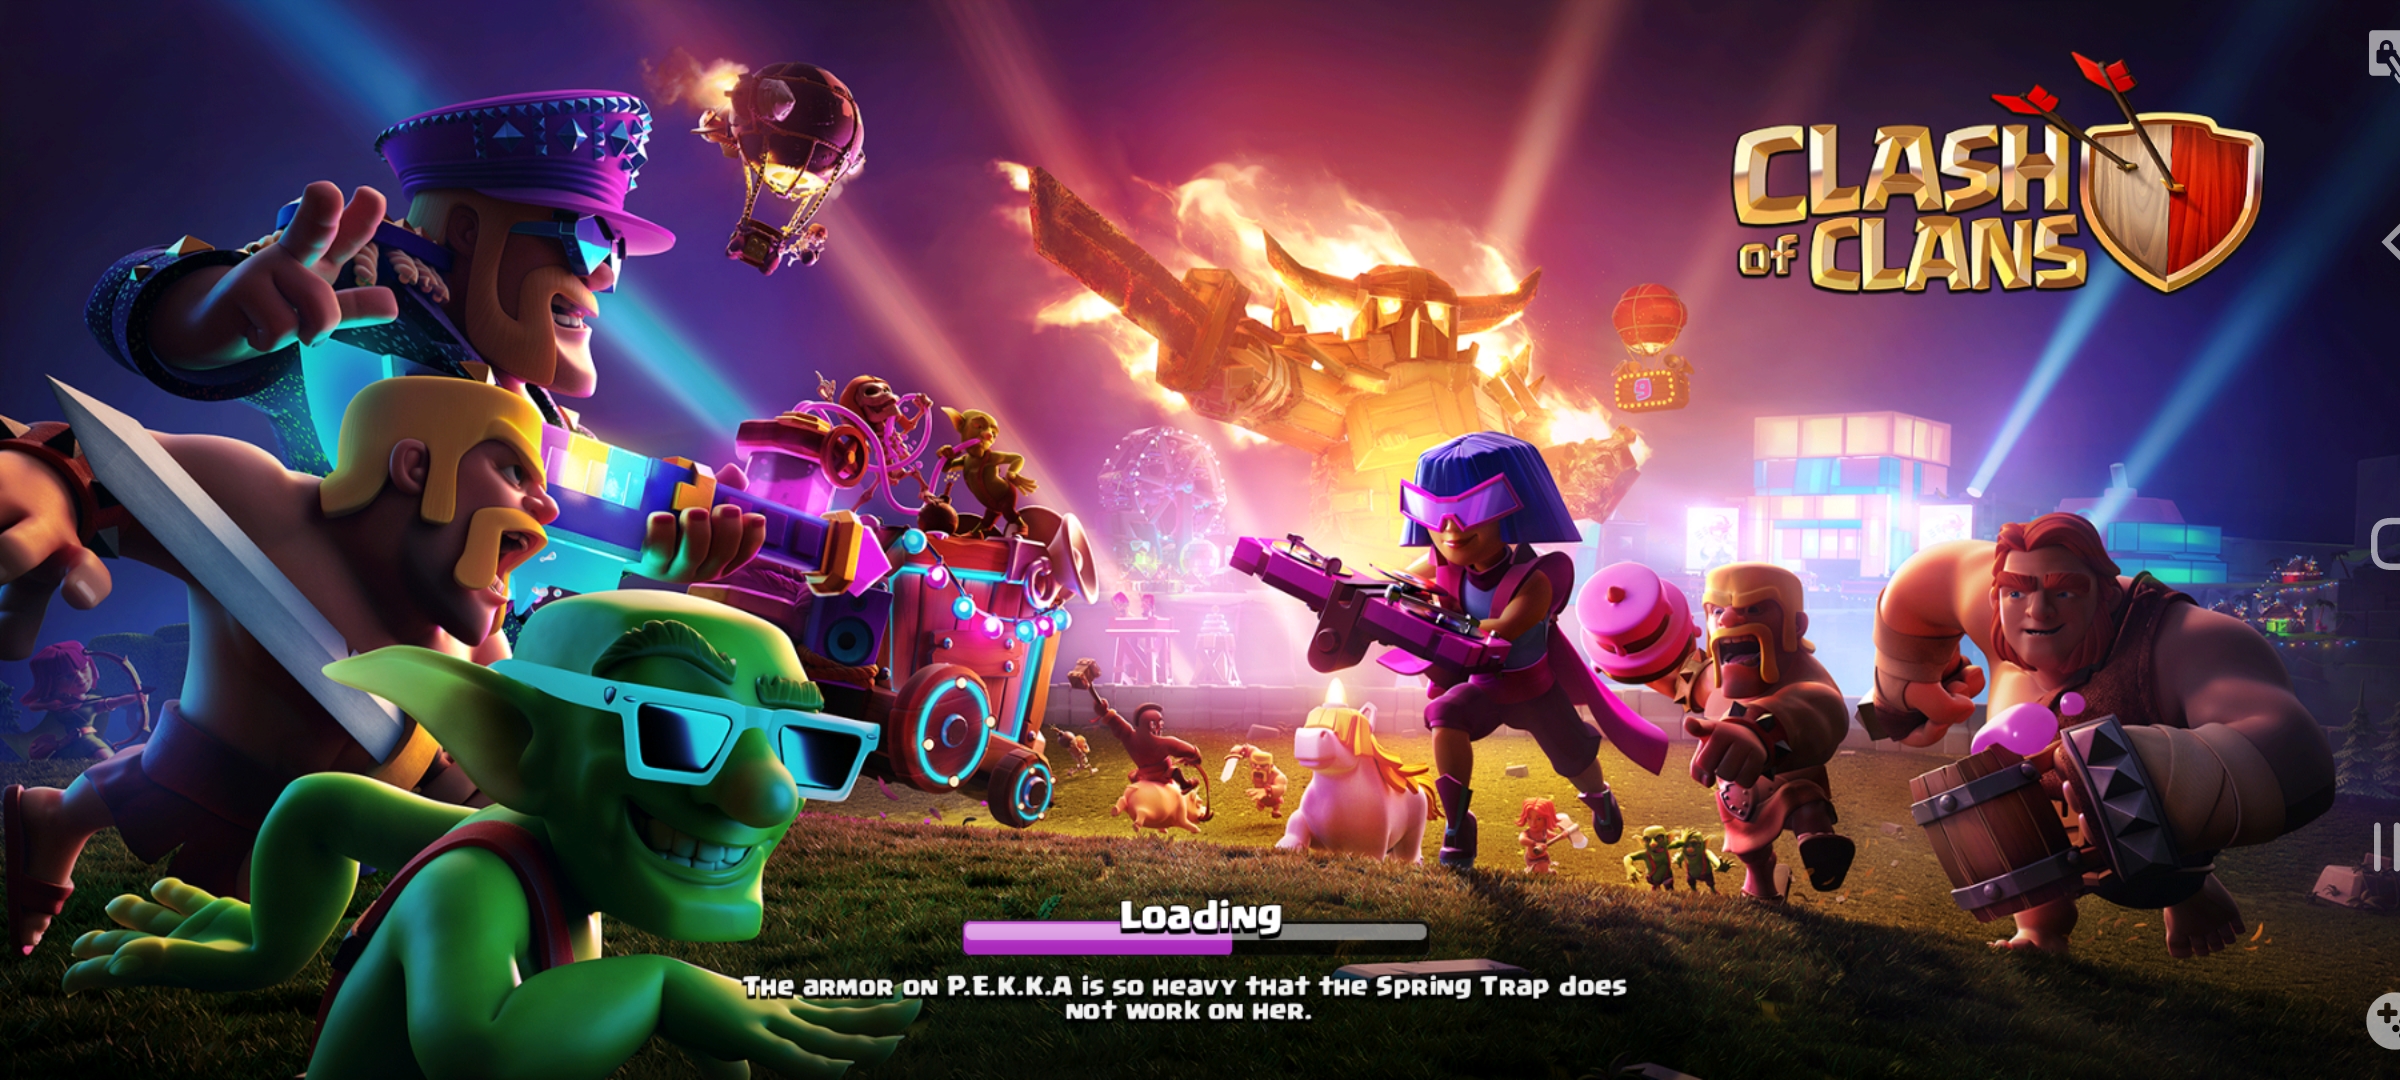 CLASH
of CLANS
9
Loading
The armor on P.E.K.K.A is so heavy that the Spring Trap does
not work on her.